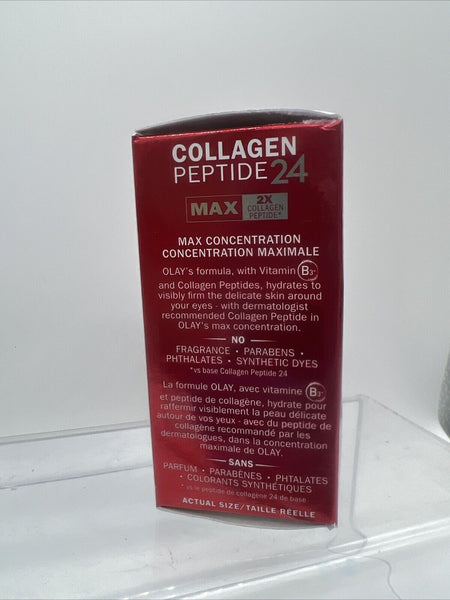 COLLAGEN
PEPTIDE 24
MAX 2X
COLLAGEN
PEPTIDE*
MAX CONCENTRATION
CONCENTRATION MAXIMALE
OLAY's formula, with Vitamin B3+
and Collagen Peptides, hydrates to
visibly firm the delicate skin around
your eyes - with dermatologist
recommended Collagen Peptide in
OLAY's max concentration.
NO
FRAGRANCE • PARABENS •
PHTHALATES • SYNTHETIC DYES
*vs base Collagen Peptide 24
La formule OLAY, avec vitamine B3+
et peptide de collagène, hydrate pour
raffermir visiblement la peau délicate
autour de vos yeux - avec du peptide de
collagène recommandé par les
dermatologues, dans la concentration
maximale de OLAY.
SANS
PARFUM • PARABÈNES • PHTALATES
• COLORANTS SYNTHÉTIQUES
*vs le peptide de collagène 24 de base
ACTUAL SIZE/TAILLE RÉELLE